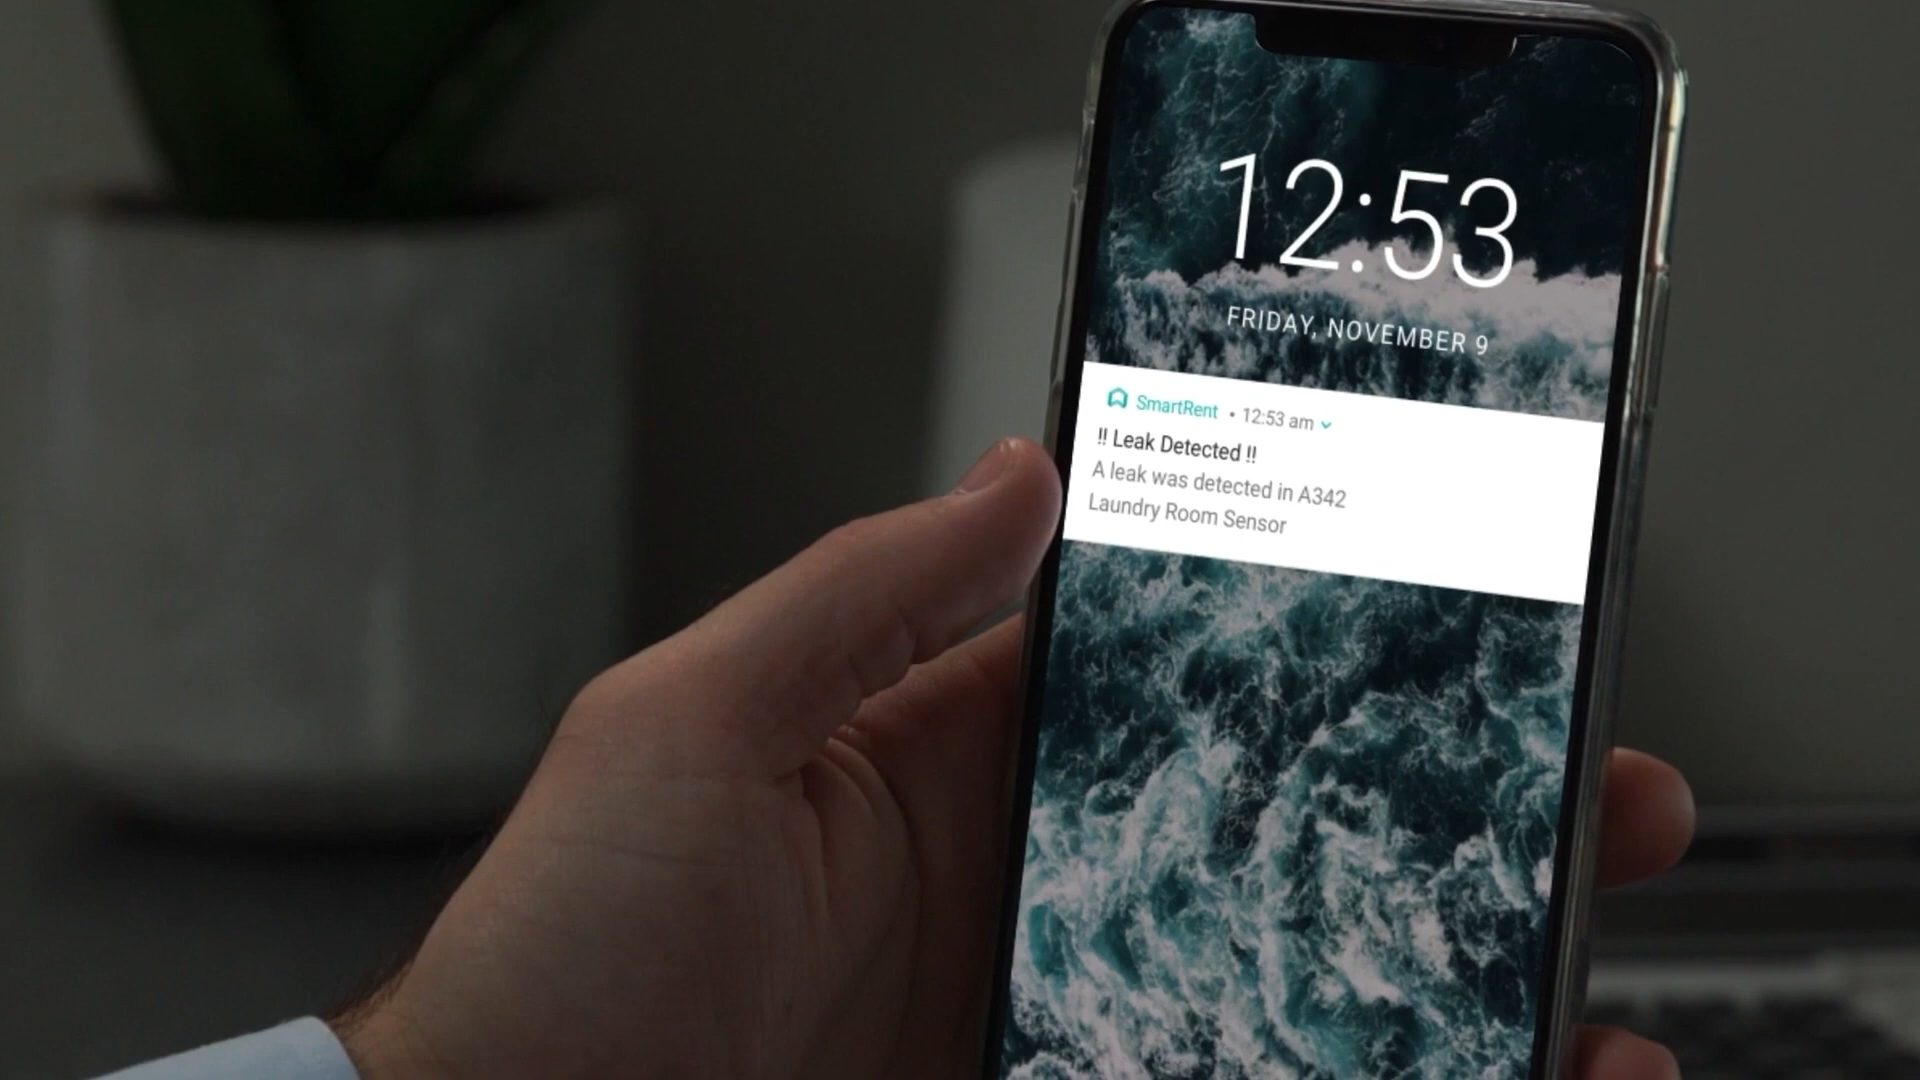 12:53
FRIDAY, NOVEMBER 9
SmartRent • 12:53 am
!! Leak Detected !!
A leak was detected in A342
Laundry Room Sensor